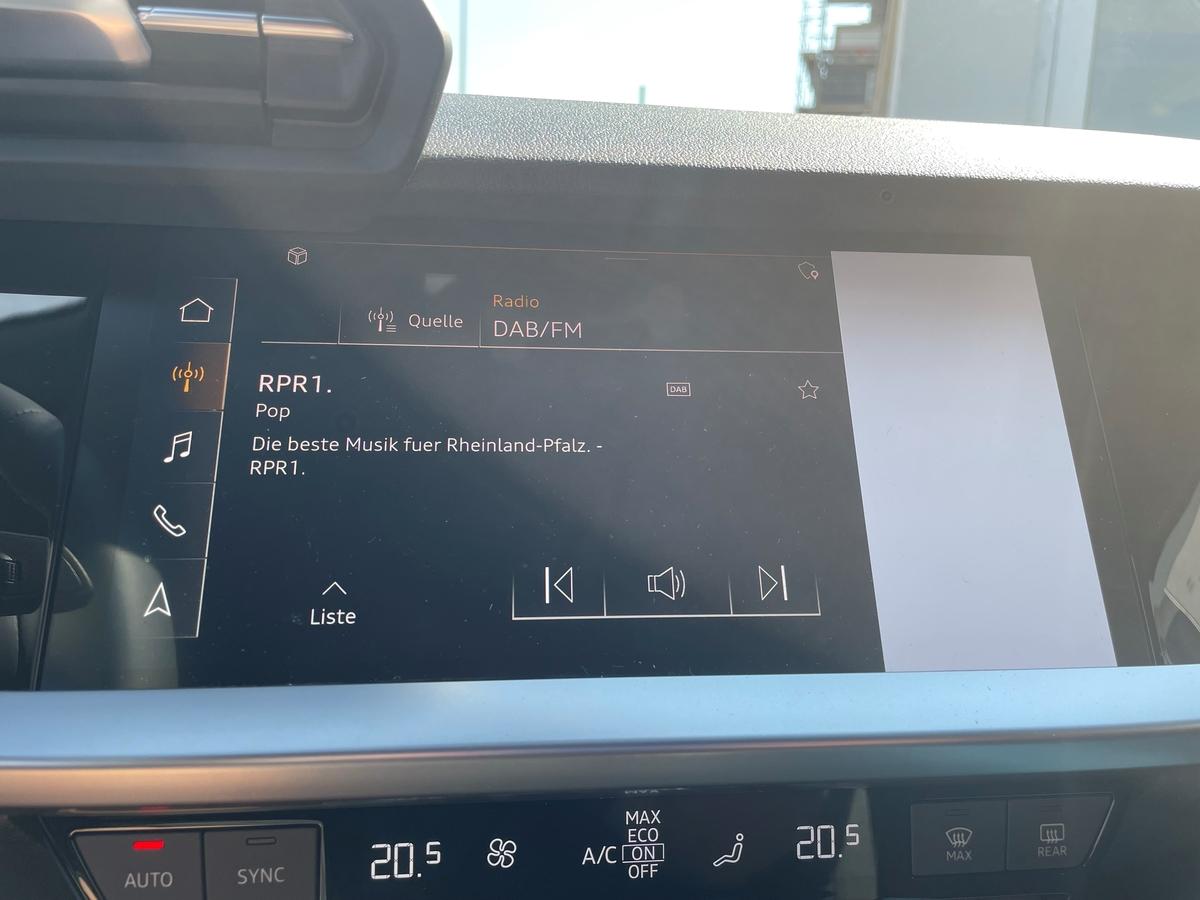 Radio
Quelle
DAB/FM
RPR1.
DAB
Pop
Die beste Musik fuer Rheinland-Pfalz. -
RPR1.
Liste
MAX
ECO
A/C ON
OFF
20.5
20.5
AUTO
SYNC
MAX
REAR